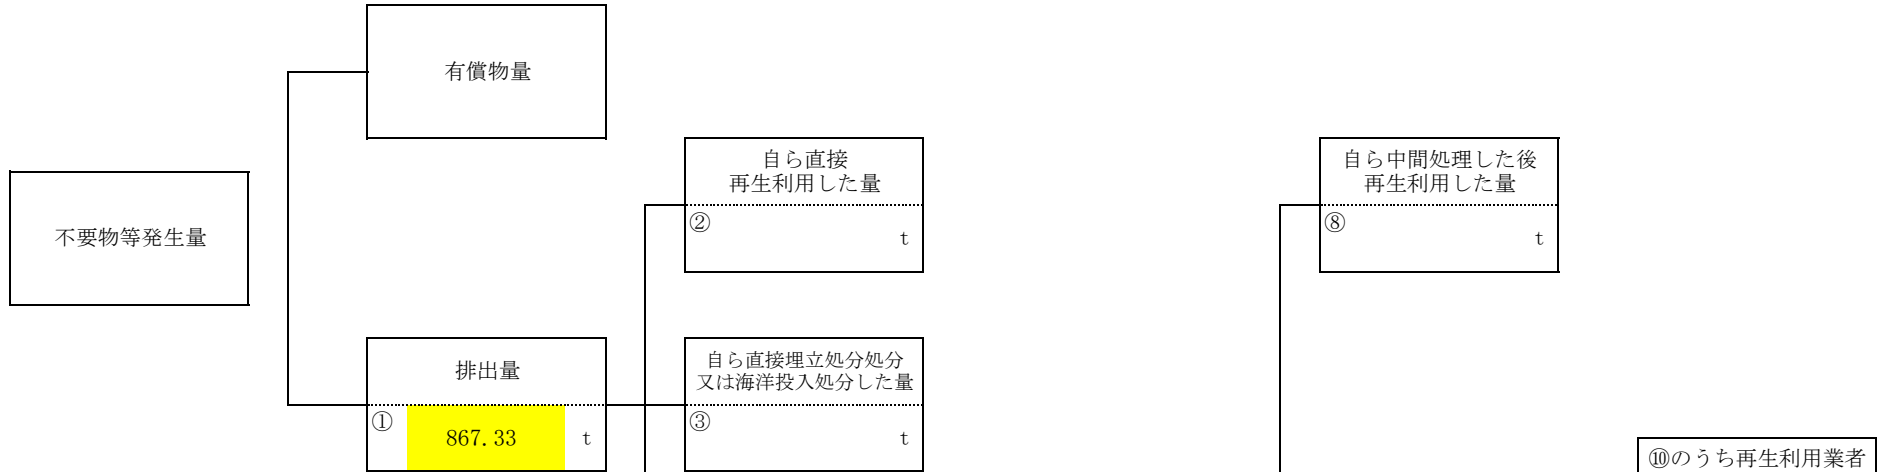 有償物量
自ら直接
再生利用した量
② t
自ら中間処理した後
再生利用した量
⑧ t
不要物等発生量
排出量
① 867.33 t
自ら直接埋立処分処分
又は海洋投入処分した量
③ t
⑩のうち再生利用業者